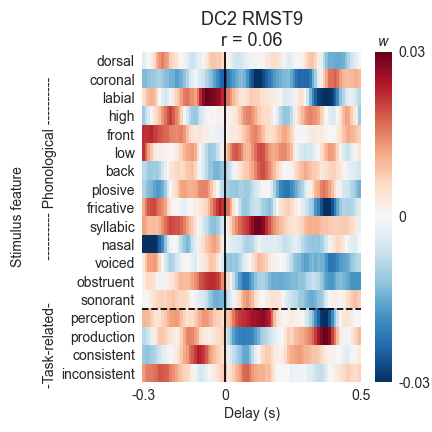 DC2 RMST9
r = 0.06
w
dorsal
coronal
labial
high
front
low
back
plosive
fricative
syllabic
nasal
voiced
obstruent
sonorant
perception
production
consistent
inconsistent
Stimulus feature
-Task-related- ---------- Phonological ----------
0.03
0
-0.03
-0.3 0 0.5
Delay (s)